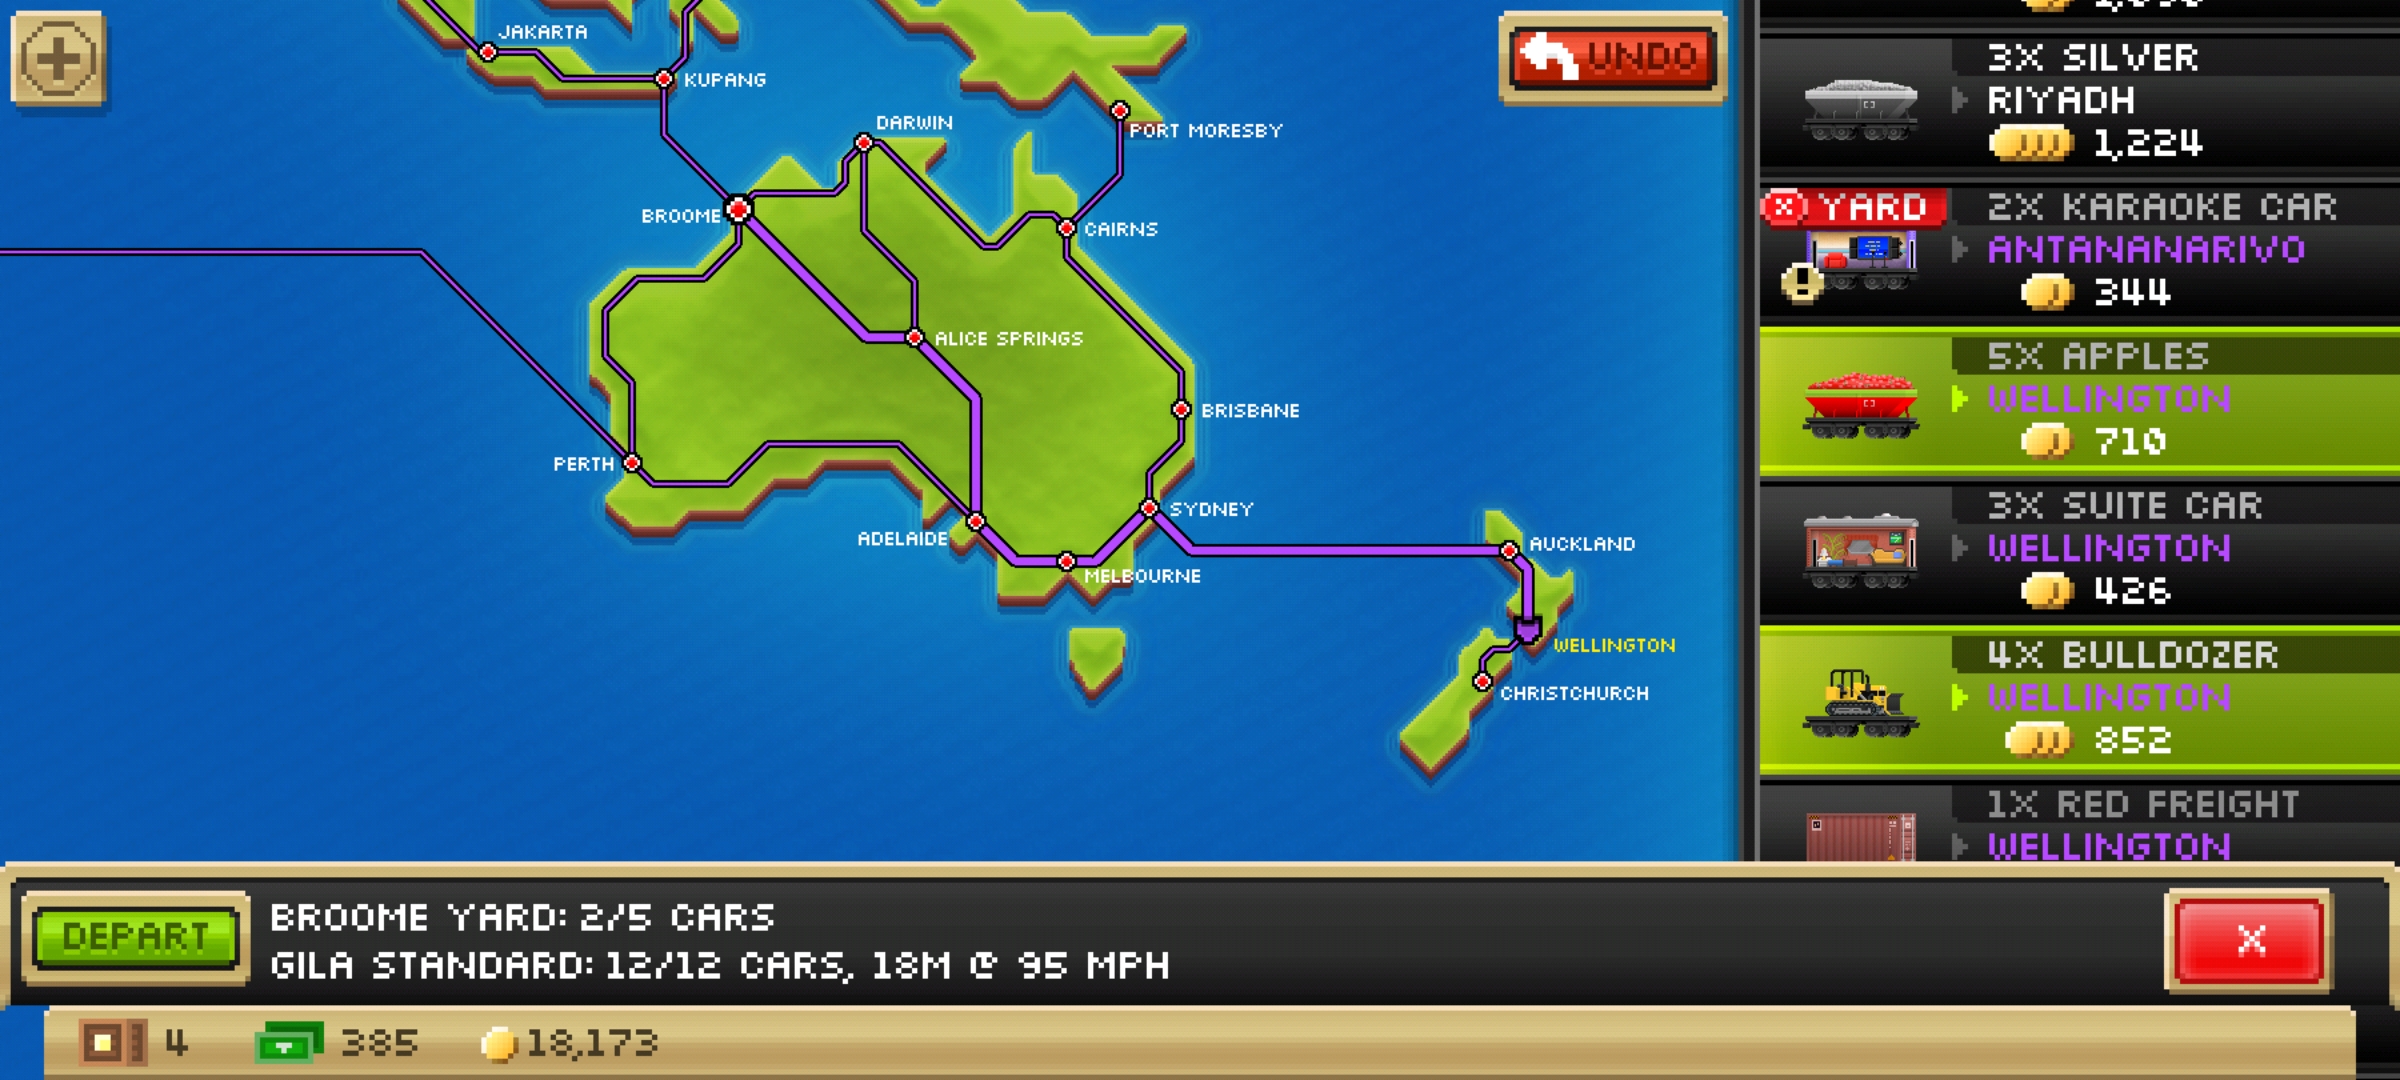 JAKARTA
KUPANG
DARWIN
PORT MORESBY
BROOME
CAIRNS
ALICE SPRINGS
BRISBANE
PERTH
SYDNEY
ADELAIDE
MELBOURNE
AUCKLAND
WELLINGTON
CHRISTCHURCH
UNDO
3X SILVER
RIYADH
1,224
YARD
2X KARAOKE CAR
ANTANANARIVO
344
5X APPLES
WELLINGTON
710
3X SUITE CAR
WELLINGTON
426
4X BULLDOZER
WELLINGTON
852
1X RED FREIGHT
WELLINGTON
DEPART
BROOME YARD: 2/5 CARS
GILA STANDARD: 12/12 CARS, 18M @ 95 MPH
X
4
385
18,173